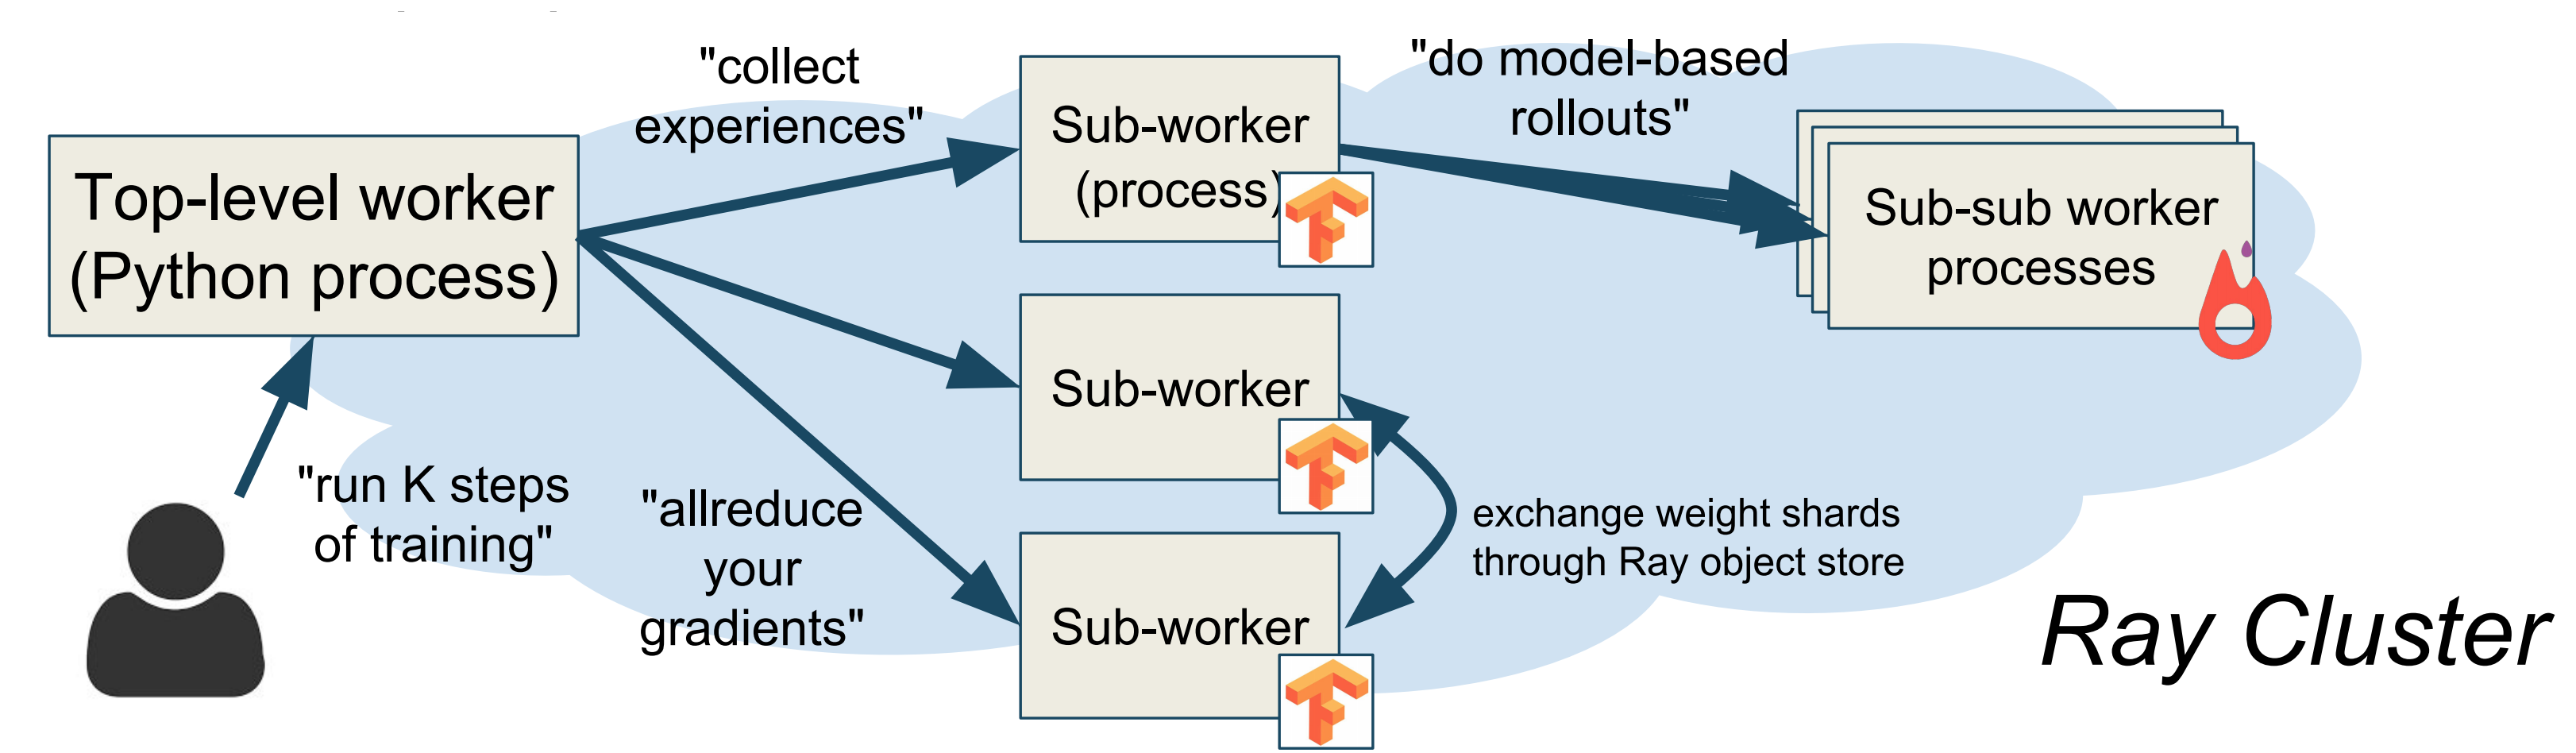 "collect
experiences"
"do model-based
rollouts"
Top-level worker
(Python process)
Sub-worker
(process)
Sub-sub worker
processes
Sub-worker
"run K steps
of training"
"allreduce
your
gradients"
exchange weight shards
through Ray object store
Sub-worker
Ray Cluster